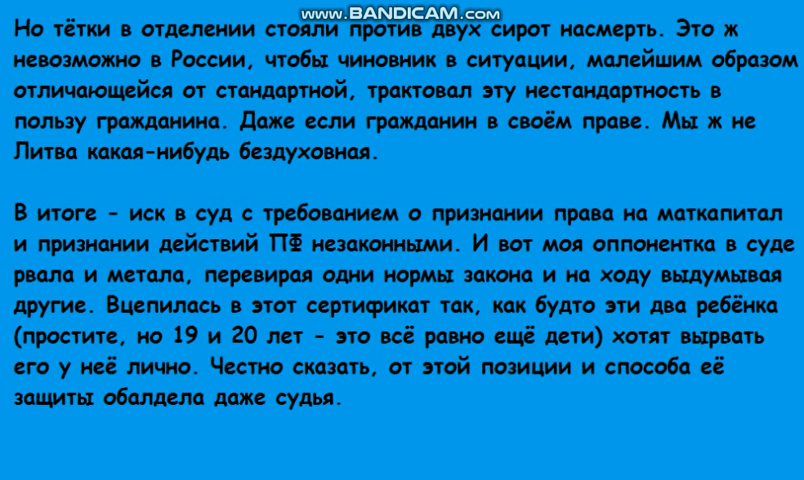 www.BANDICAM.com
Но тётки в отделении стояли против двух сирот насмерть. Это ж
невозможно в России, чтобы чиновник в ситуации, малейшим образом
отличающейся от стандартной, трактовал эту нестандартность в
пользу гражданина. Даже если гражданин в своём праве. Мы ж не
Литва какая-нибудь бездуховная.
В итоге - иск в суд с требованием о признании права на маткапитал
и признании действий ПФ незаконными. И вот моя оппонентка в суде
рвала и метала, перевирая одни нормы закона и на ходу выдумывая
другие. Вцепилась в этот сертификат так, как будто эти два ребёнка
(простите, но 19 и 20 лет - это всё равно ещё дети) хотят вырвать
его у неё лично. Честно сказать, от этой позиции и способа её
защиты обалдела даже судья.